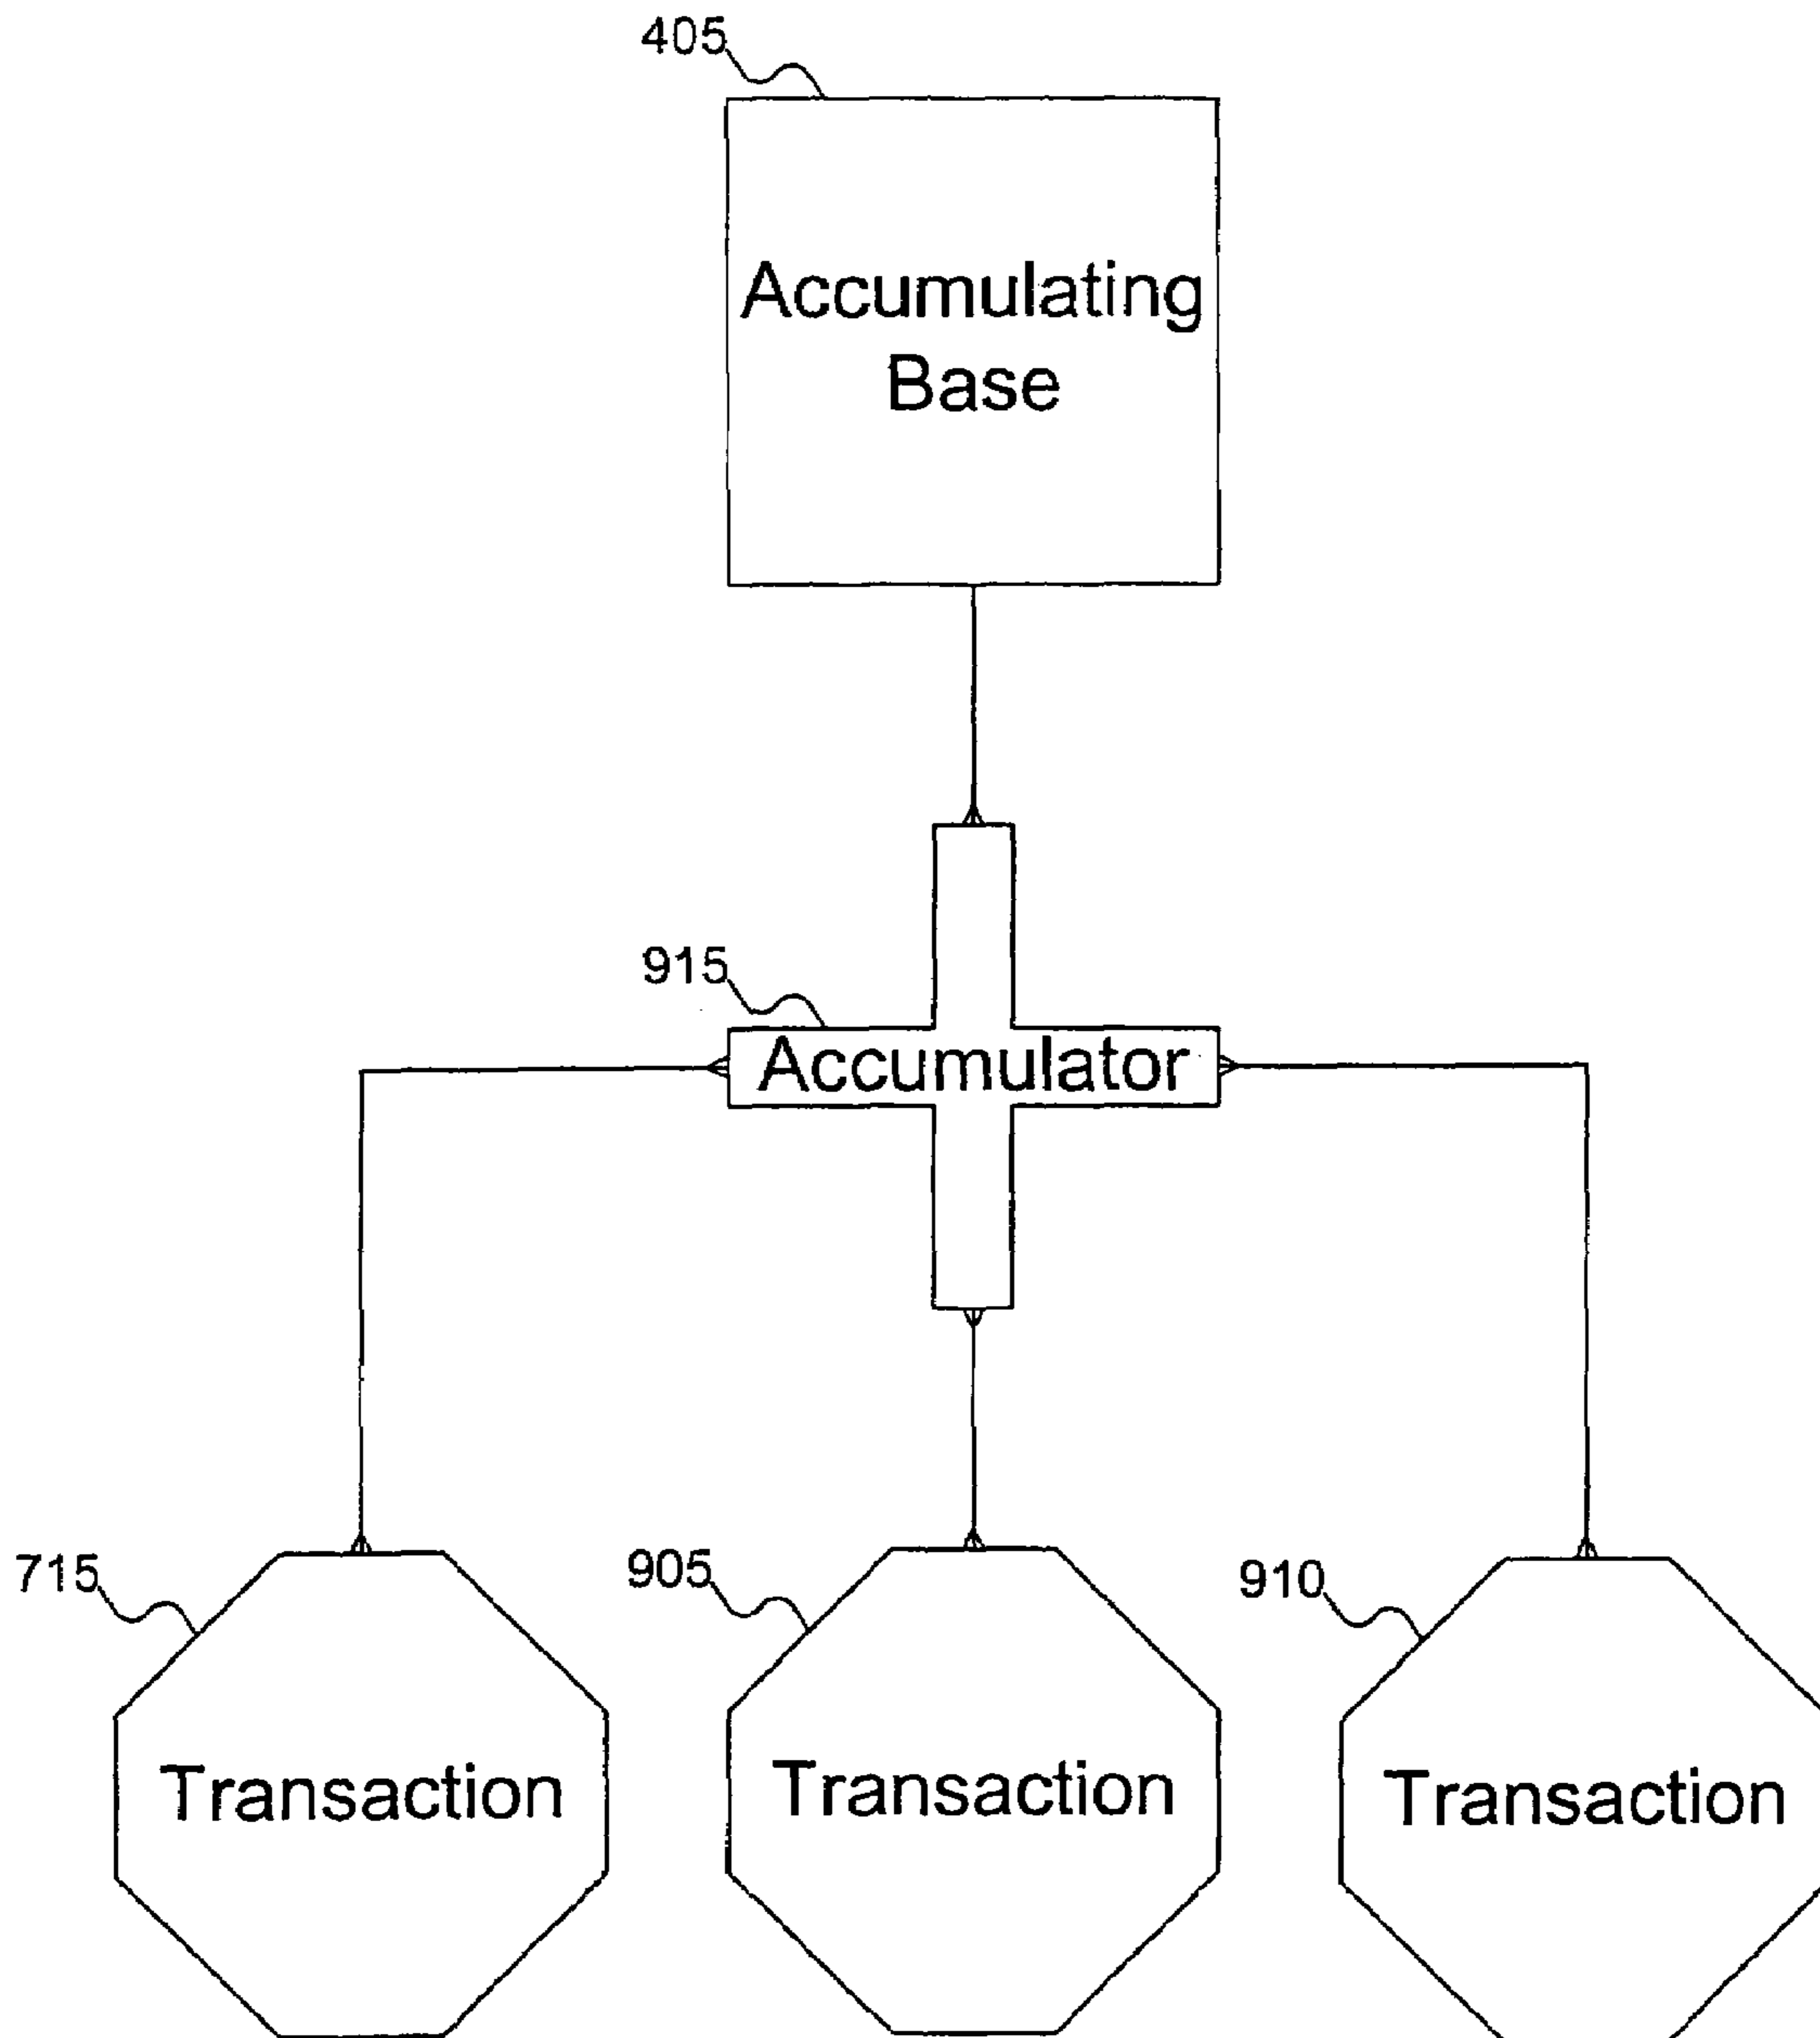 405
Accumulating
Base
915
Accumulator
715
905
910
Transaction
Transaction
Transaction